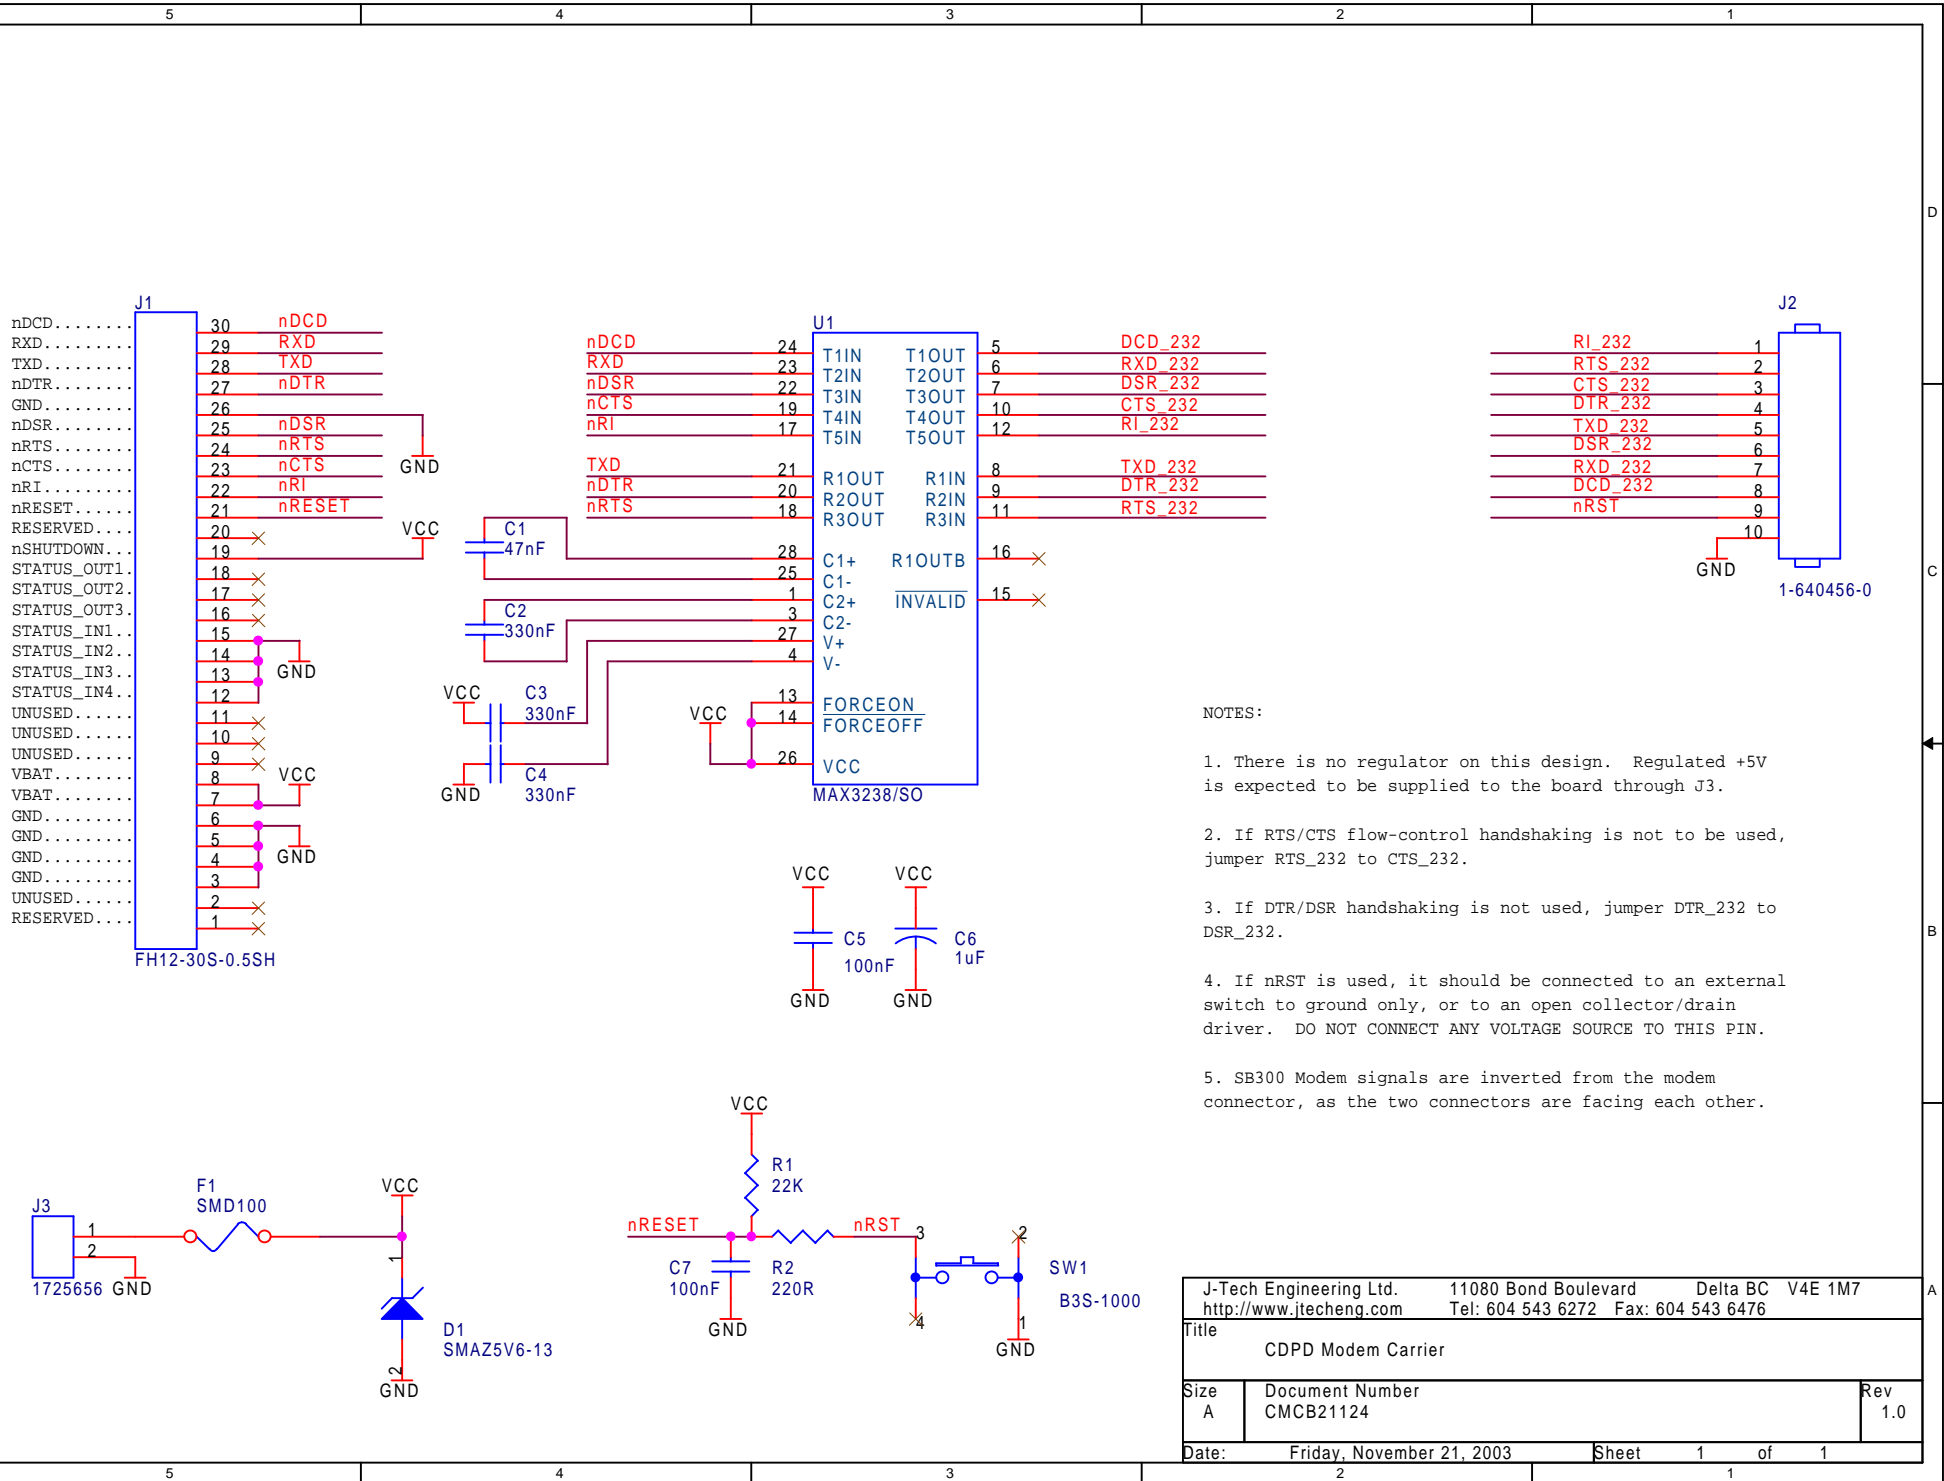 5 4 3 2 1
D
C
B
A
J1
nDCD........ 30 nDCD
RXD......... 29 RXD
TXD......... 28 TXD
nDTR........ 27 nDTR
GND......... 26
nDSR........ 25 nDSR
nRTS........ 24 nRTS
nCTS........ 23 nCTS
nRI......... 22 nRI
nRESET...... 21 nRESET
RESERVED.... 20
nSHUTDOWN... 19
STATUS_OUT1. 18
STATUS_OUT2. 17
STATUS_OUT3. 16
STATUS_IN1.. 15
STATUS_IN2.. 14
STATUS_IN3.. 13
STATUS_IN4.. 12
UNUSED...... 11
UNUSED...... 10
UNUSED...... 9
VBAT........ 8
VBAT........ 7
GND......... 6
GND......... 5
GND......... 4
GND......... 3
UNUSED...... 2
RESERVED.... 1
FH12-30S-0.5SH
GND
VCC
GND
VCC
GND
U1
nDCD 24 T1IN T1OUT 5 DCD_232
RXD 23 T2IN T2OUT 6 RXD_232
nDSR 22 T3IN T3OUT 7 DSR_232
nCTS 19 T4IN T4OUT 10 CTS_232
nRI 17 T5IN T5OUT 12 RI_232
TXD 21 R1OUT R1IN 8 TXD_232
nDTR 20 R2OUT R2IN 9 DTR_232
nRTS 18 R3OUT R3IN 11 RTS_232
28 C1+ R1OUTB 16
25 C1-
1 C2+ INVALID 15
3 C2-
27 V+
4 V-
13 FORCEON
14 FORCEOFF
26 VCC
MAX3238/SO
C1
47nF
C2
330nF
VCC C3
330nF
VCC
GND C4
330nF
J2
RI_232 1
RTS_232 2
CTS_232 3
DTR_232 4
TXD_232 5
DSR_232 6
RXD_232 7
DCD_232 8
nRST 9
10
GND
1-640456-0
VCC VCC
C5 C6
100nF 1uF
GND GND
NOTES:
1. There is no regulator on this design.  Regulated +5V
is expected to be supplied to the board through J3.
2. If RTS/CTS flow-control handshaking is not to be used,
jumper RTS_232 to CTS_232.
3. If DTR/DSR handshaking is not used, jumper DTR_232 to
DSR_232.
4. If nRST is used, it should be connected to an external
switch to ground only, or to an open collector/drain
driver.  DO NOT CONNECT ANY VOLTAGE SOURCE TO THIS PIN.
5. SB300 Modem signals are inverted from the modem
connector, as the two connectors are facing each other.
J3
1
2
1725656 GND
F1
SMD100
VCC
1
D1
SMAZ5V6-13
2
GND
VCC
R1
22K
nRESET nRST 3 2
C7 R2 SW1
100nF 220R B3S-1000
GND 4 1
GND
J-Tech Engineering Ltd. 11080 Bond Boulevard Delta BC V4E 1M7
http://www.jtecheng.com Tel: 604 543 6272 Fax: 604 543 6476
Title
CDPD Modem Carrier
Size Document Number Rev
A CMCB21124 1.0
Date: Friday, November 21, 2003 Sheet 1 of 1
5 4 3 2 1